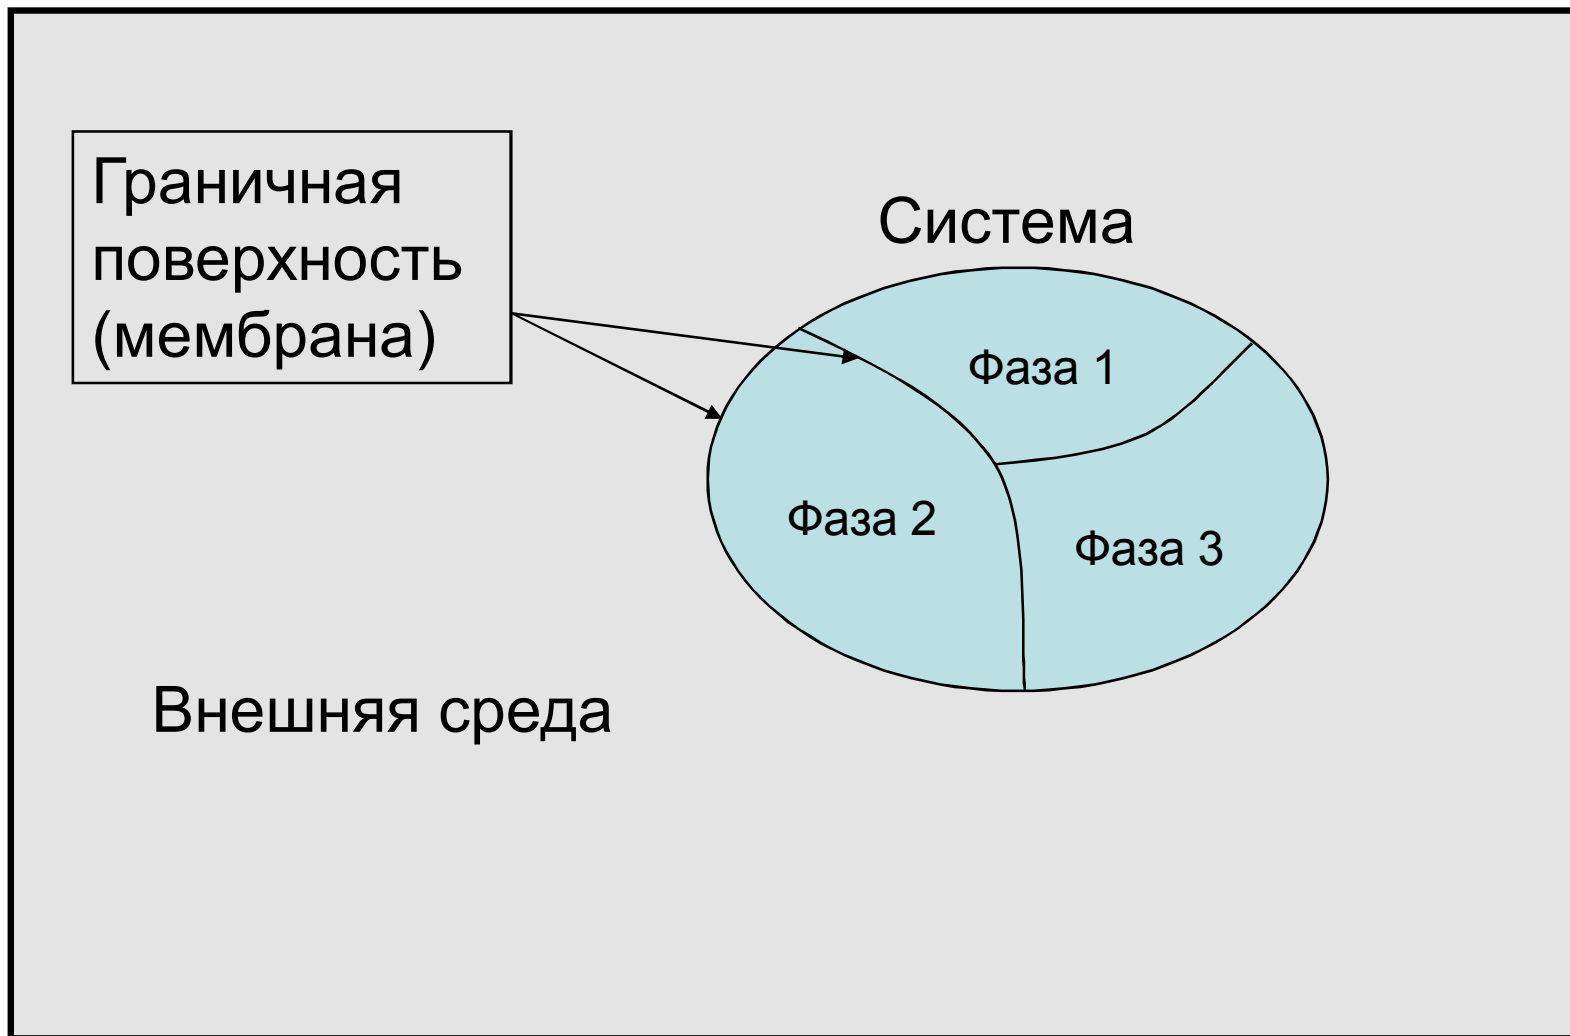 Граничная
поверхность
(мембрана)
Система
Фаза 1
Фаза 2
Фаза 3
Внешняя среда